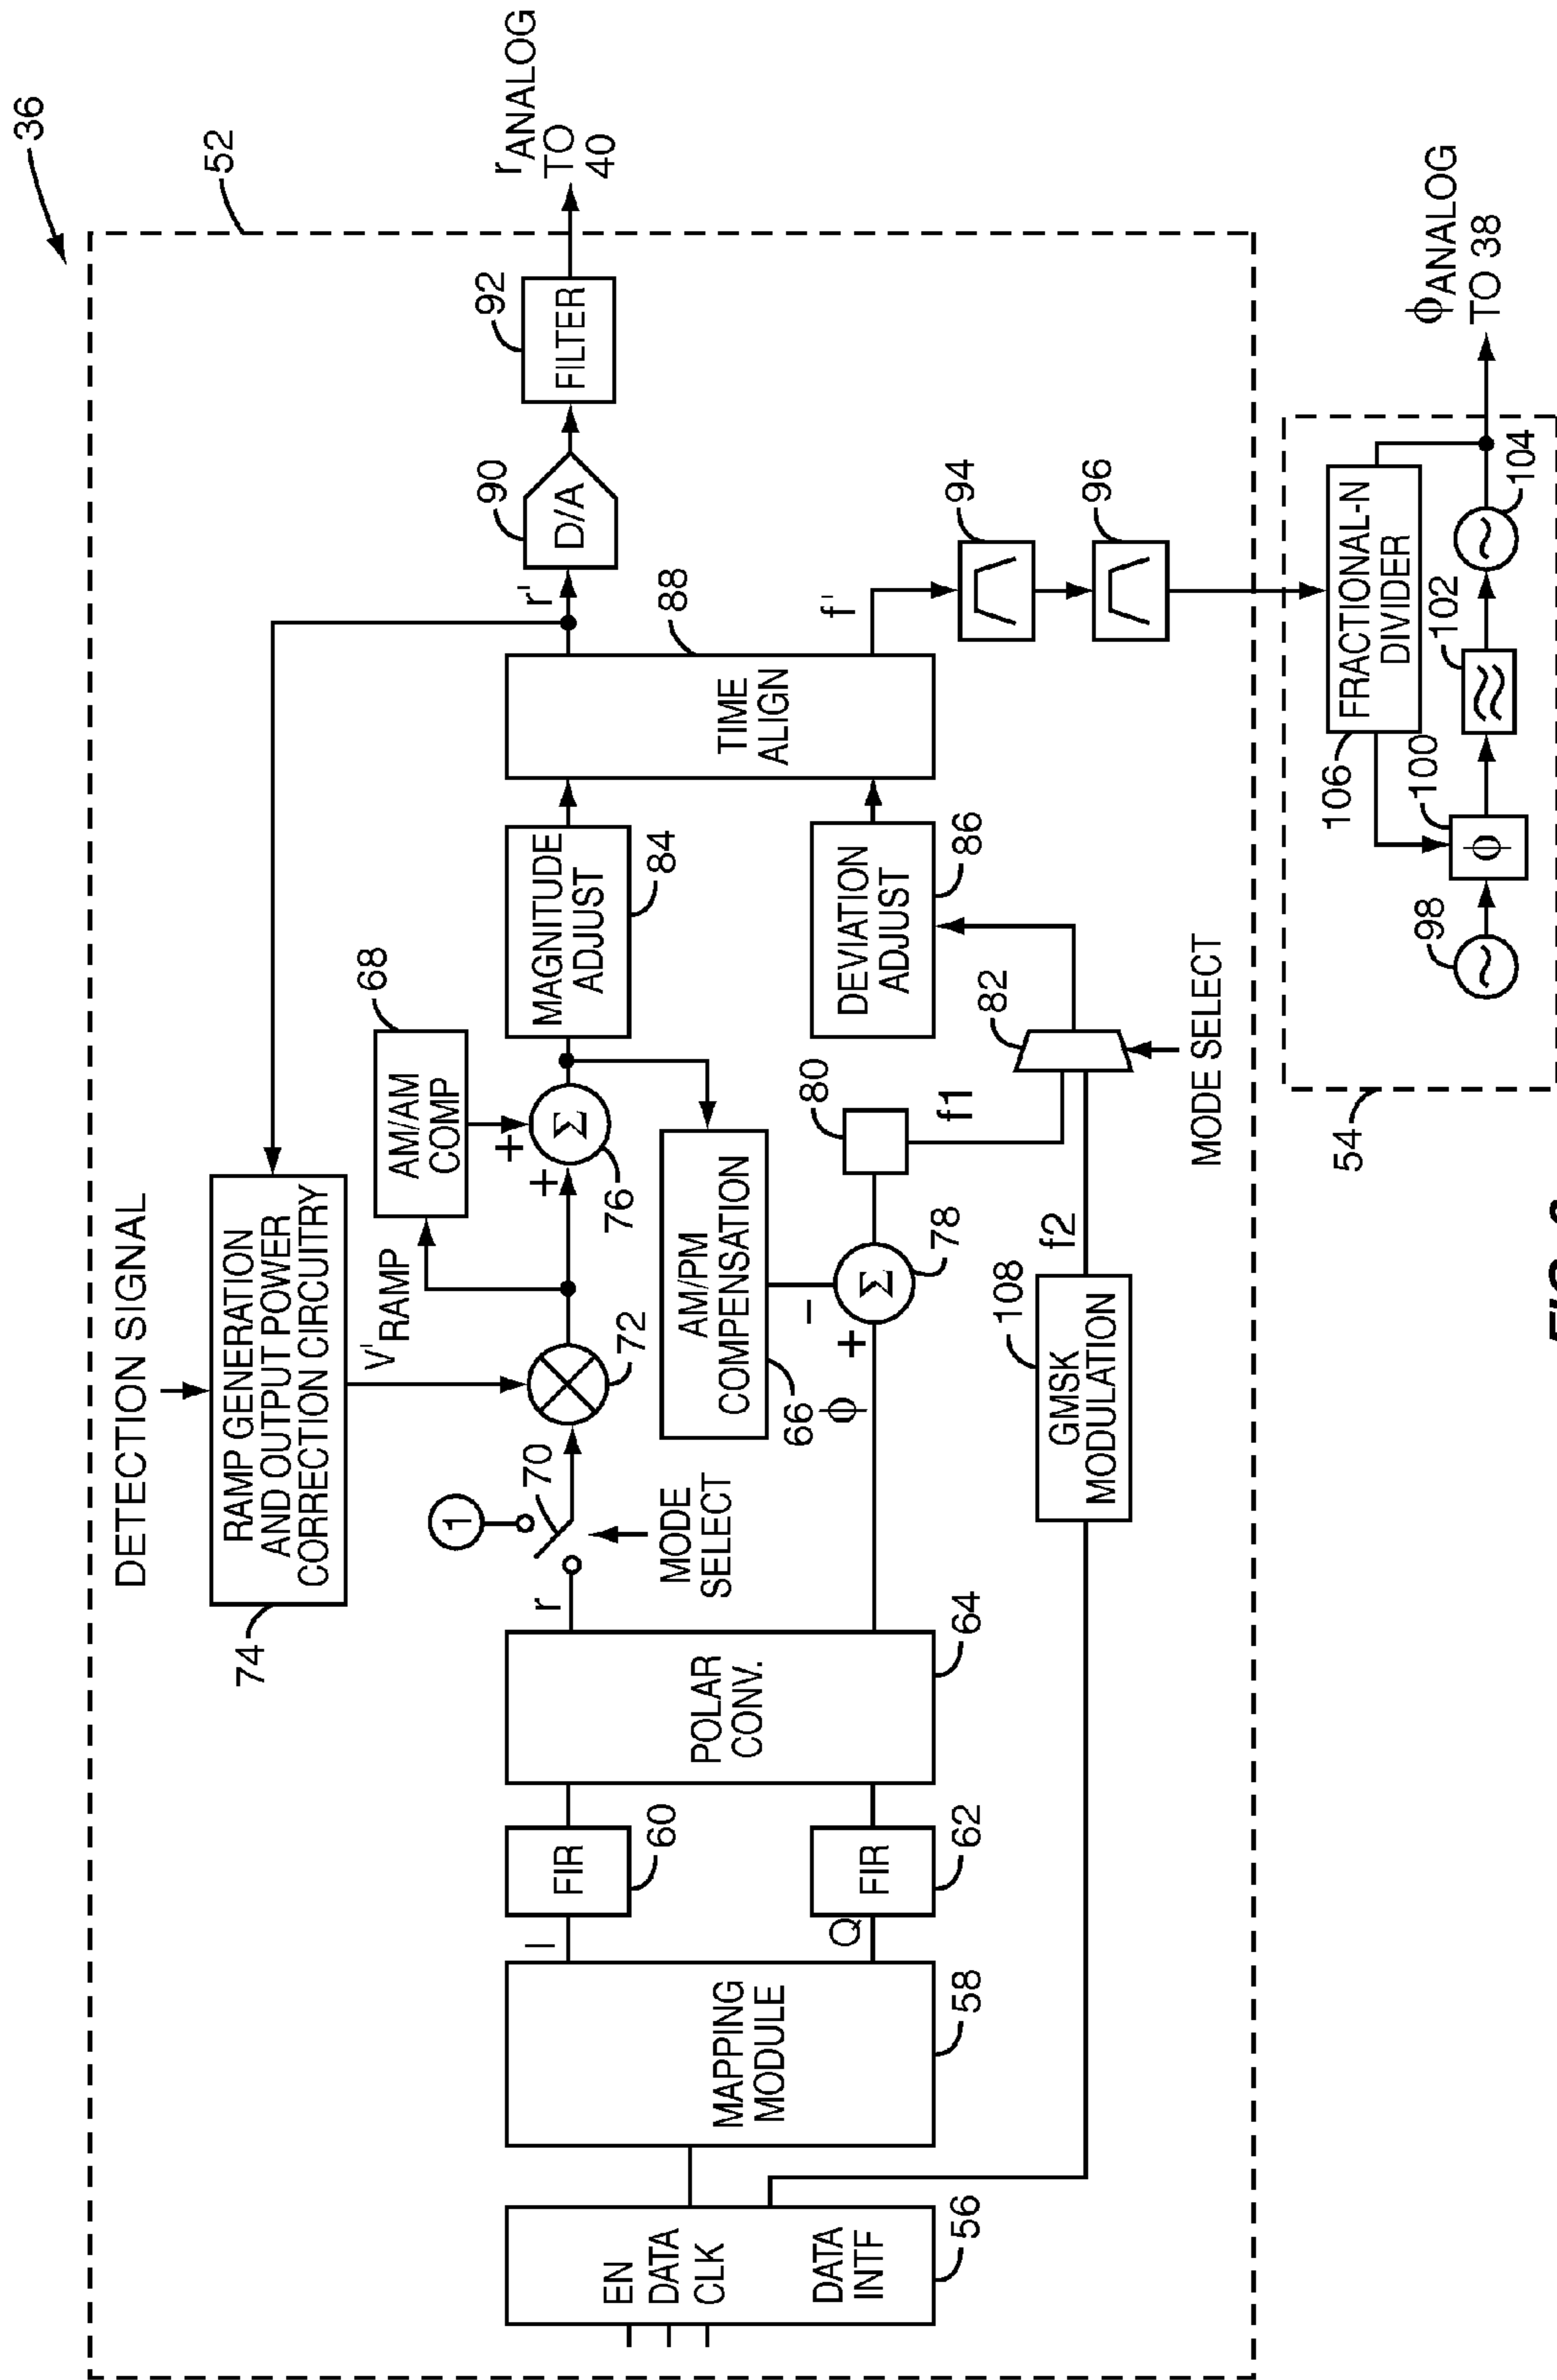 36
52
DETECTION SIGNAL
RAMP GENERATION
AND OUTPUT POWER
CORRECTION CIRCUITRY
74
V'RAMP
AM/AM
COMP
68
1
70
r
MODE
SELECT
72
+
+
Σ
76
MAGNITUDE
ADJUST
84
TIME
ALIGN
88
r'
D/A
90
FILTER
92
rANALOG
TO
40
EN
DATA
CLK
DATA
INTF
56
MAPPING
MODULE
58
I
Q
FIR
60
FIR
62
POLAR
CONV.
64
AM/PM
COMPENSATION
66
ϕ
+
−
Σ
78
80
f1
82
MODE SELECT
DEVIATION
ADJUST
86
f'
94
96
GMSK
MODULATION
108
f2
54
98
ϕ
100
102
104
FRACTIONAL-N
DIVIDER
106
ϕANALOG
TO 38